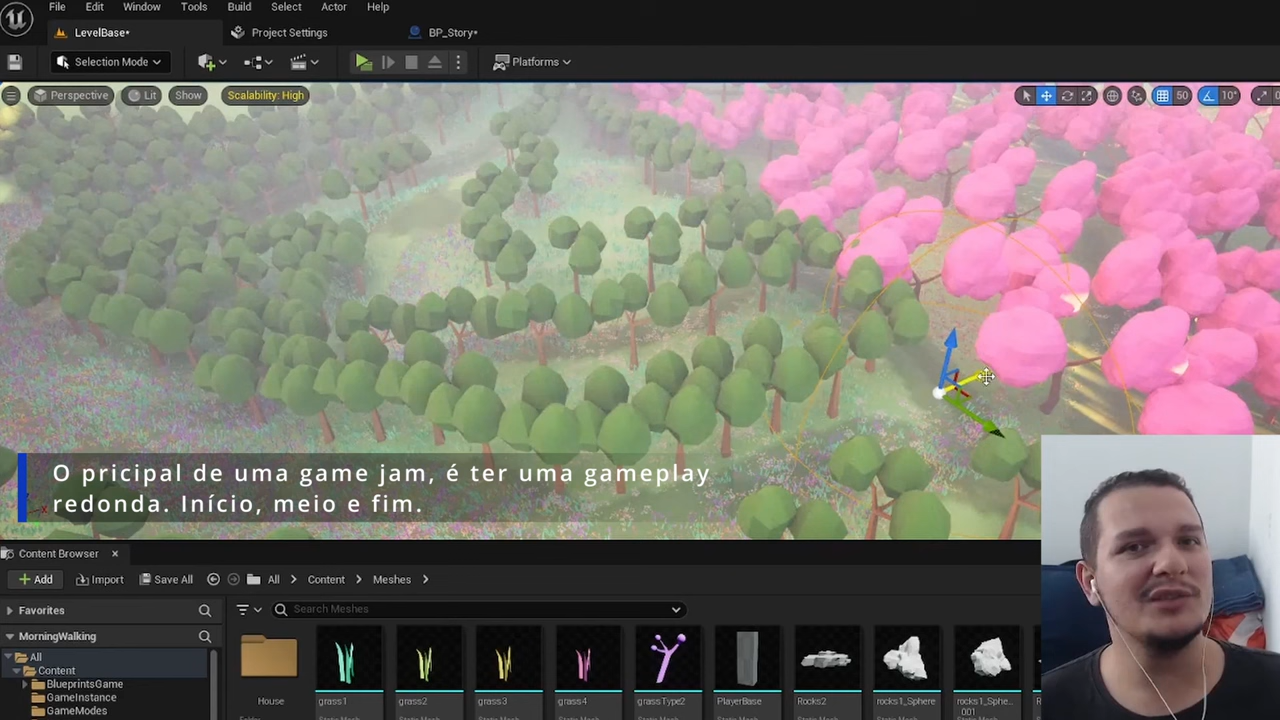 File Edit Window Tools Build Select Actor Help
LevelBase* Project Settings BP_Story*
Selection Mode Platforms
Perspective Lit Show Scalability: High 50 10°
O pricipal de uma game jam, é ter uma gameplay
redonda. Início, meio e fim.
Content Browser
Add Import Save All All Content Meshes
Favorites Search Meshes
MorningWalking
All
Content
BlueprintsGame
GameInstance
GameModes
House grass1 grass2 grass3 grass4 grassType2 PlayerBase Rocks2 rocks1_Sphere rocks1_Sphe...
001